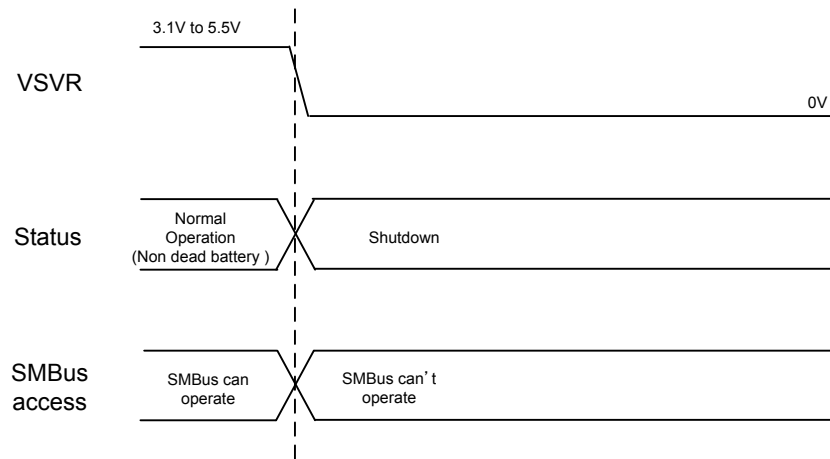 3.1V to 5.5V
VSVR
0V
Status
Normal
Operation
(Non dead battery )
Shutdown
SMBus
access
SMBus can
operate
SMBus can’t
operate